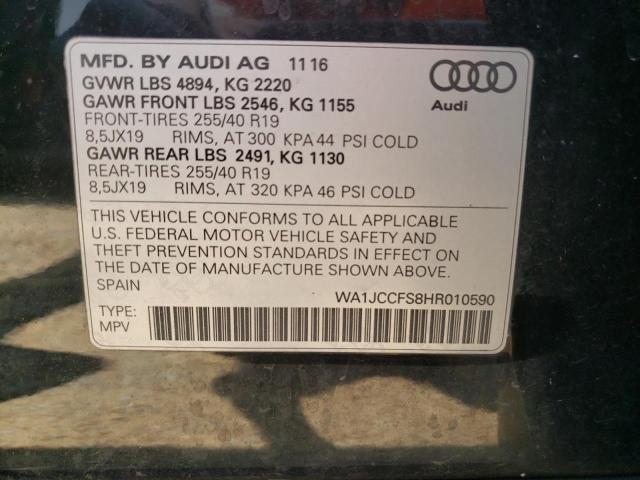 MFD. BY AUDI AG 11 16
GVWR LBS 4894, KG 2220
GAWR FRONT LBS 2546, KG 1155
FRONT-TIRES 255/40 R19
8,5JX19 RIMS, AT 300 KPA 44 PSI COLD
GAWR REAR LBS 2491, KG 1130
REAR-TIRES 255/40 R19
8,5JX19 RIMS, AT 320 KPA 46 PSI COLD
Audi
THIS VEHICLE CONFORMS TO ALL APPLICABLE
U.S. FEDERAL MOTOR VEHICLE SAFETY AND
THEFT PREVENTION STANDARDS IN EFFECT ON
THE DATE OF MANUFACTURE SHOWN ABOVE.
SPAIN WA1JCCFS8HR010590
TYPE:
MPV